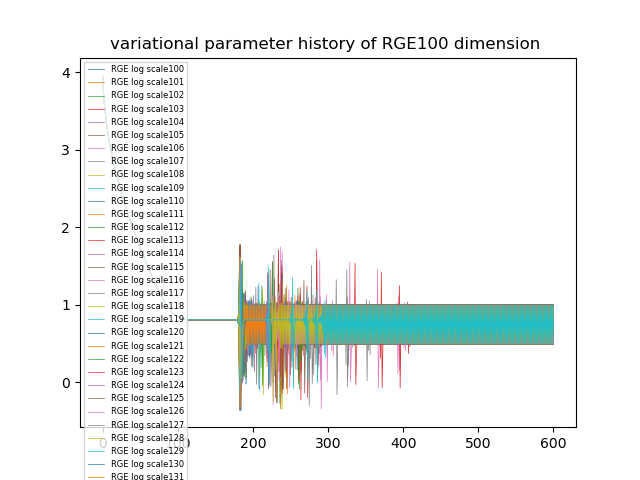 variational parameter history of RGE100 dimension
4
3
2
1
0
RGE log scale100
RGE log scale101
RGE log scale102
RGE log scale103
RGE log scale104
RGE log scale105
RGE log scale106
RGE log scale107
RGE log scale108
RGE log scale109
RGE log scale110
RGE log scale111
RGE log scale112
RGE log scale113
RGE log scale114
RGE log scale115
RGE log scale116
RGE log scale117
RGE log scale118
RGE log scale119
RGE log scale120
RGE log scale121
RGE log scale122
RGE log scale123
RGE log scale124
RGE log scale125
RGE log scale126
RGE log scale127
RGE log scale128
RGE log scale129
RGE log scale130
RGE log scale131
0 100 200 300 400 500 600